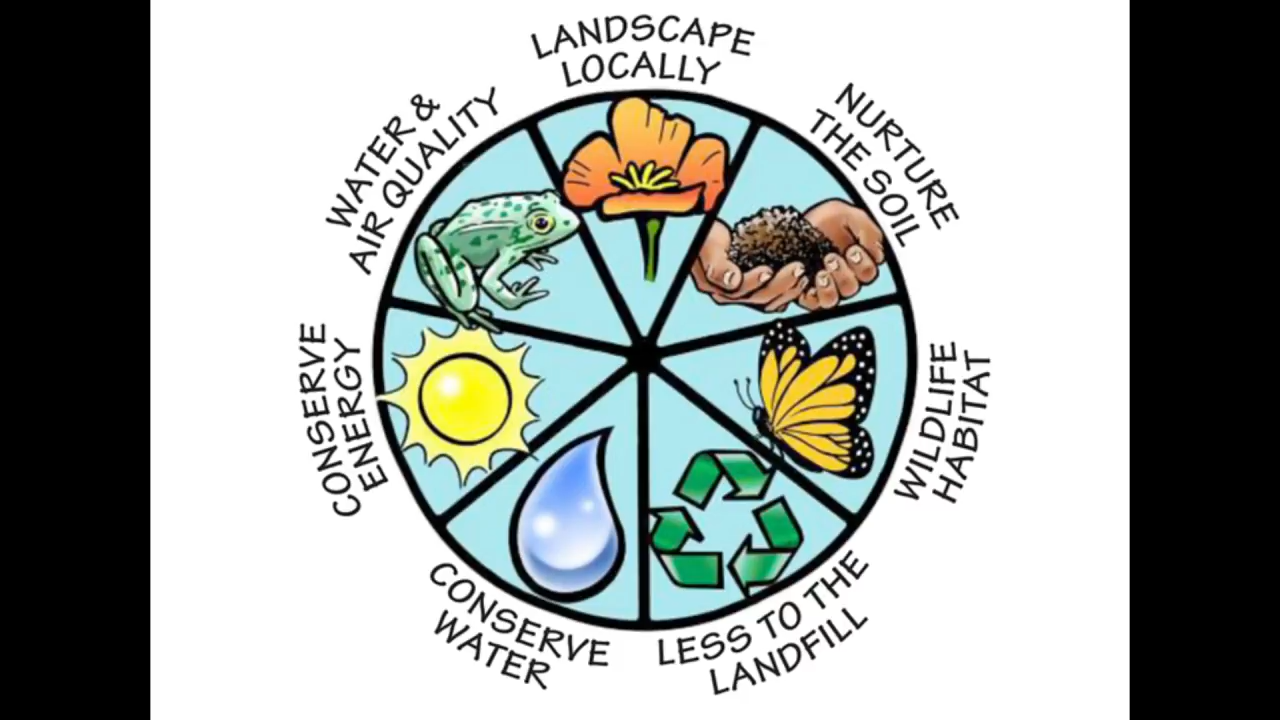 LANDSCAPE
LOCALLY
NURTURE
THE SOIL
WILDLIFE
HABITAT
LESS TO THE
LANDFILL
CONSERVE
WATER
CONSERVE
ENERGY
WATER &
AIR QUALITY